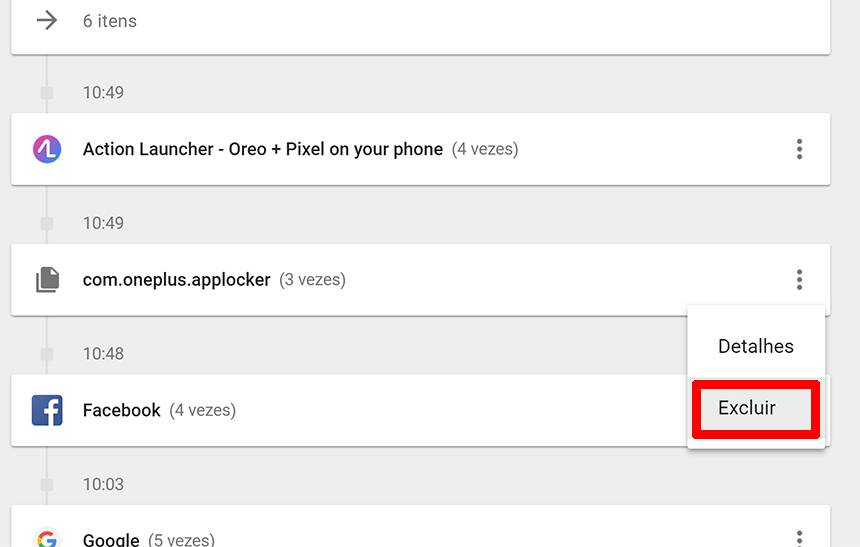 6 itens
10:49
Action Launcher - Oreo + Pixel on your phone (4 vezes)
10:49
com.oneplus.applocker (3 vezes)
Detalhes
10:48
Excluir
Facebook (4 vezes)
10:03
Google (5 vezes)